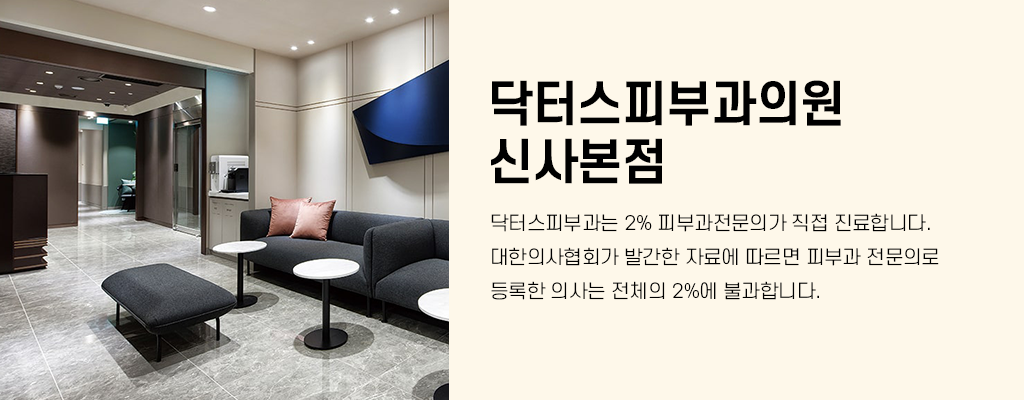 닥터스피부과의원
신사본점
닥터스피부과는 2% 피부과전문의가 직접 진료합니다.
대한의사협회가 발간한 자료에 따르면 피부과 전문의로
등록한 의사는 전체의 2%에 불과합니다.